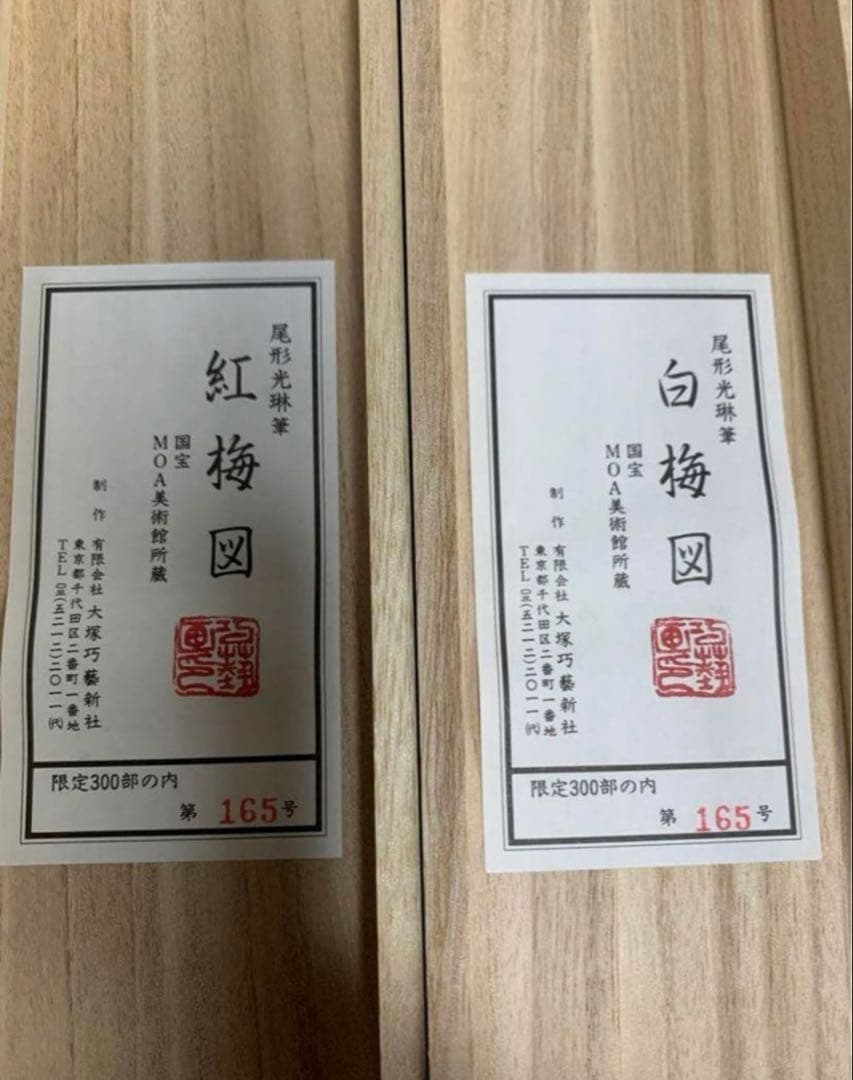 尾形光琳筆
紅梅図
国宝
MOA美術館所蔵
制作
有限会社 大塚巧藝新社
東京都千代田区二番町一番地
TEL 〇三(五二一二)二〇一一(代)
限定300部の内
第 165号
尾形光琳筆
白梅図
国宝
MOA美術館所蔵
制作
有限会社 大塚巧藝新社
東京都千代田区二番町一番地
TEL 〇三(五二一二)二〇一一(代)
限定300部の内
第 165号